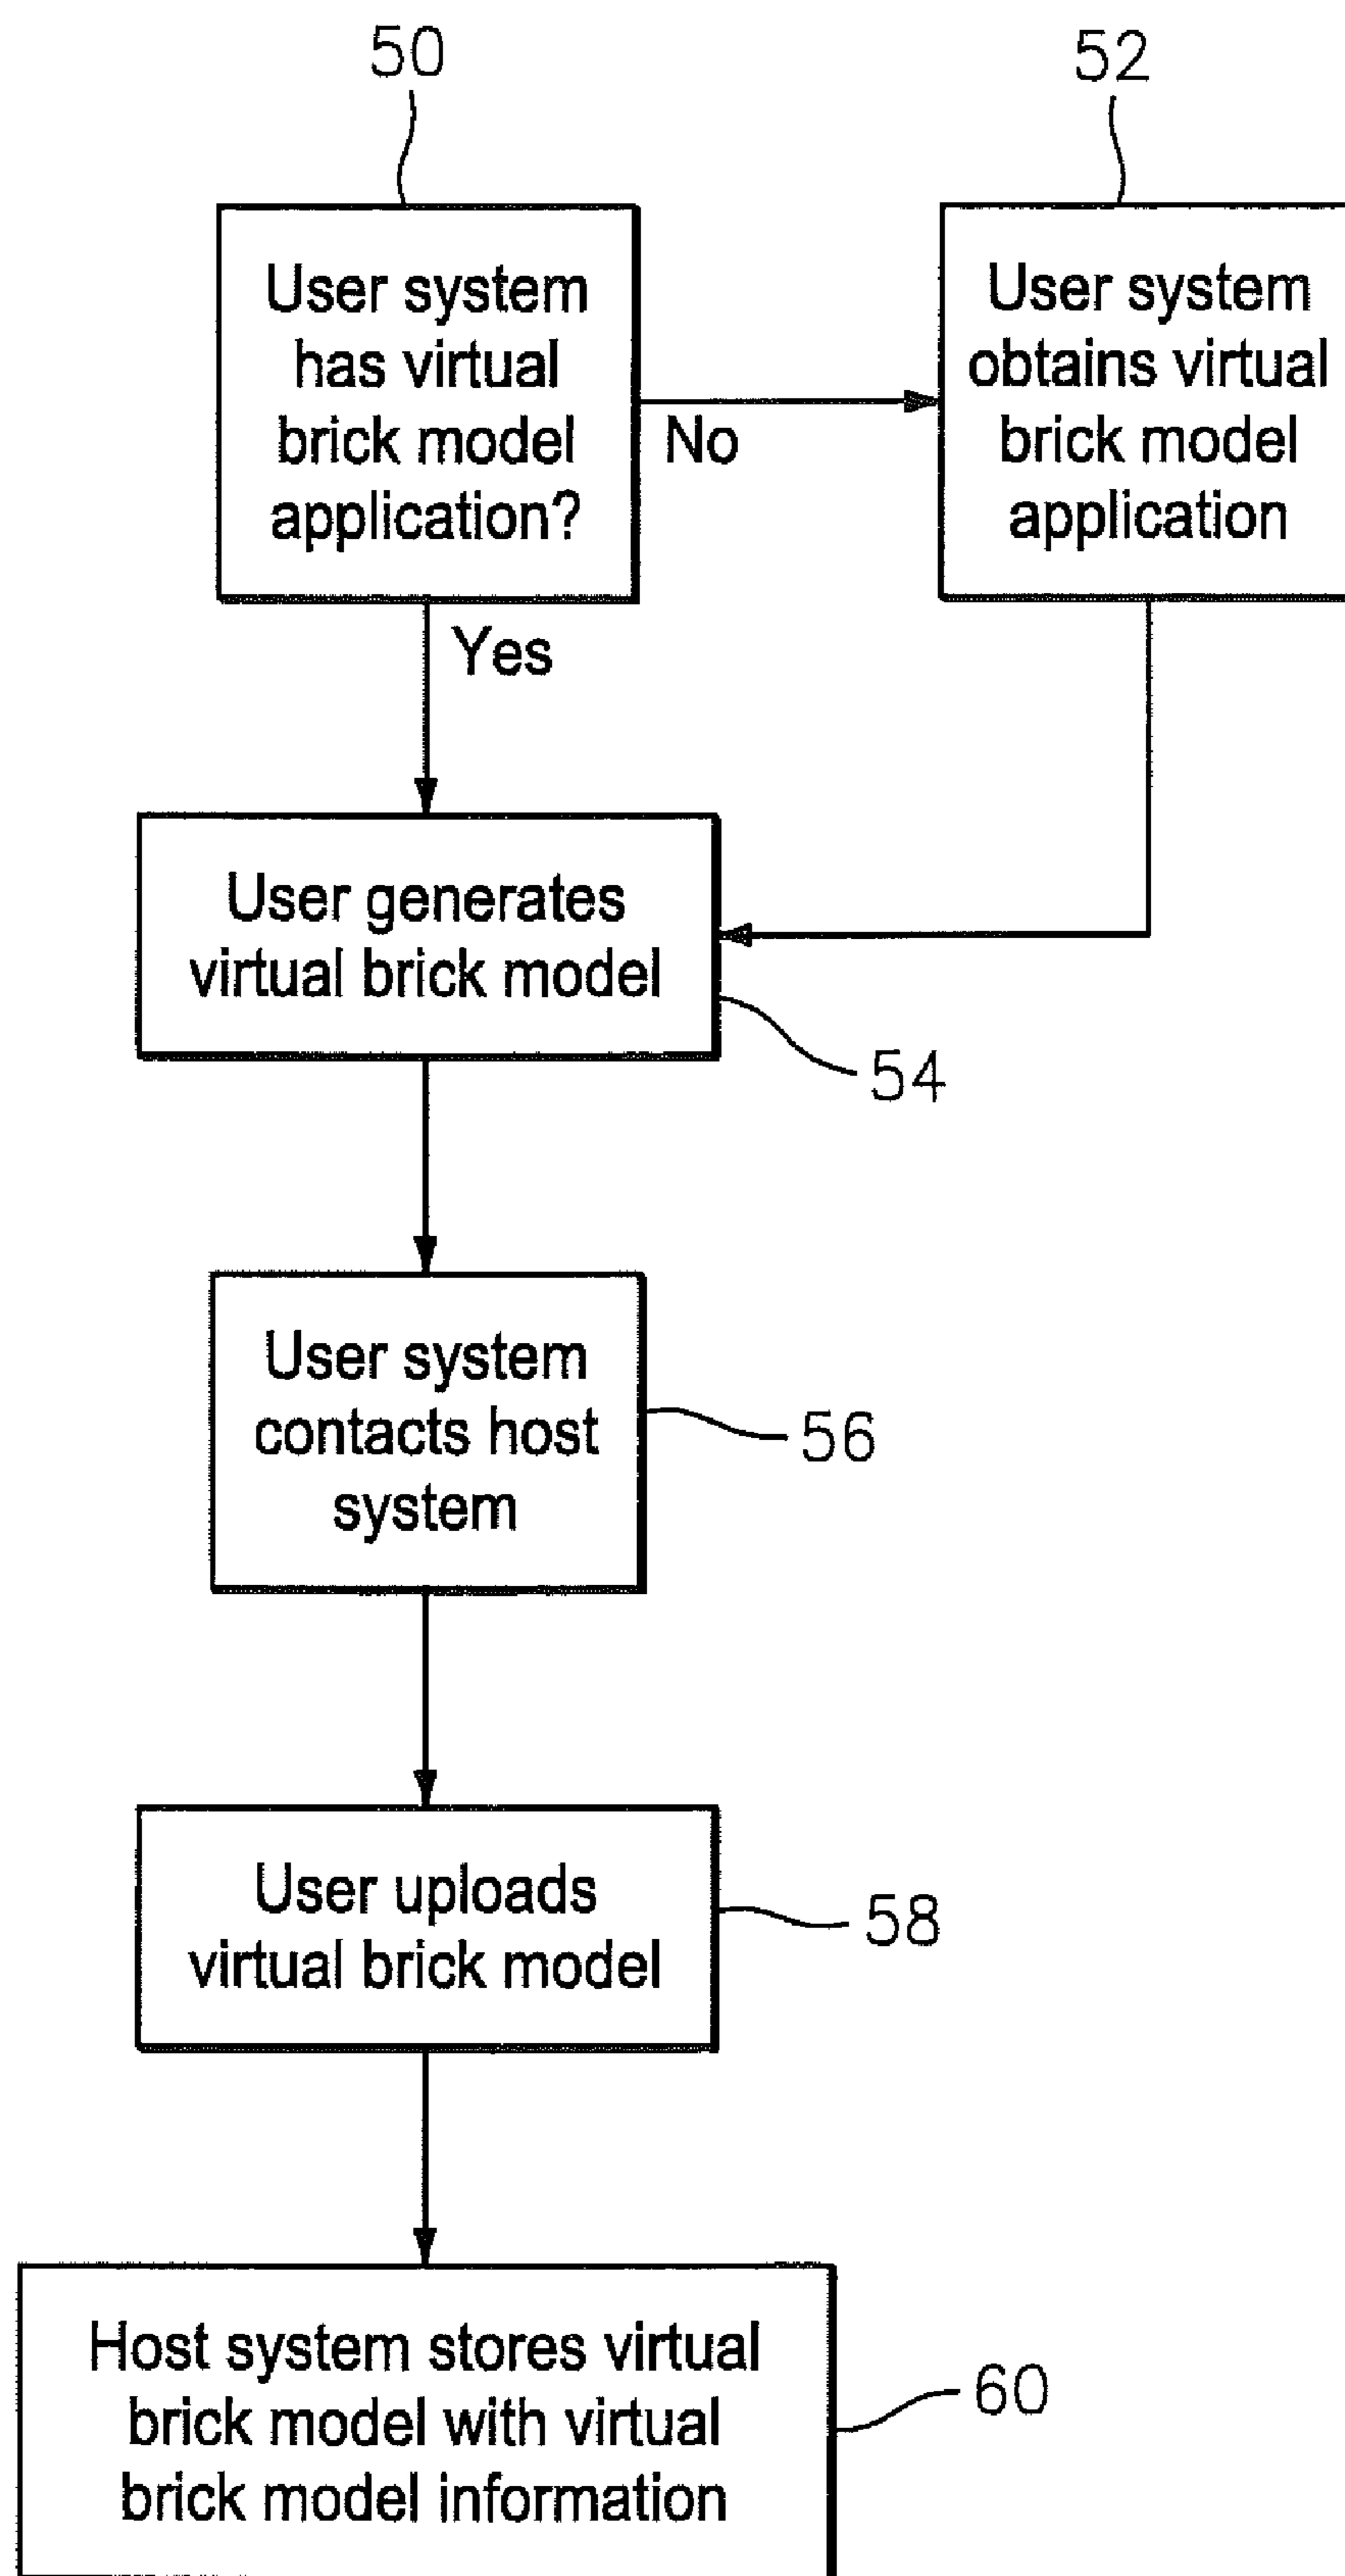 50
52
User system
has virtual
brick model
application?
No
User system
obtains virtual
brick model
application
Yes
User generates
virtual brick model
54
User system
contacts host
system
56
User uploads
virtual brick model
58
Host system stores virtual
brick model with virtual
brick model information
60